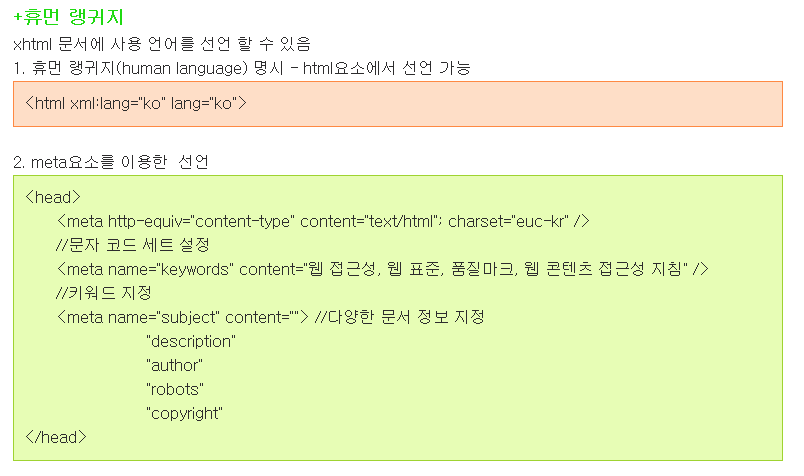 +휴먼 랭귀지
xhtml 문서에 사용 언어를 선언 할 수 있음
1. 휴먼 랭귀지(human language) 명시 - html요소에서 선언 가능
<html xml:lang="ko" lang="ko">
2. meta요소를 이용한 선언
<head>
<meta http-equiv="content-type" content="text/html"; charset="euc-kr" />
//문자 코드 세트 설정
<meta name="keywords" content="웹 접근성, 웹 표준, 품질마크, 웹 콘텐츠 접근성 지침" />
//키워드 지정
<meta name="subject" content=""> //다양한 문서 정보 지정
"description"
"author"
"robots"
"copyright"
</head>